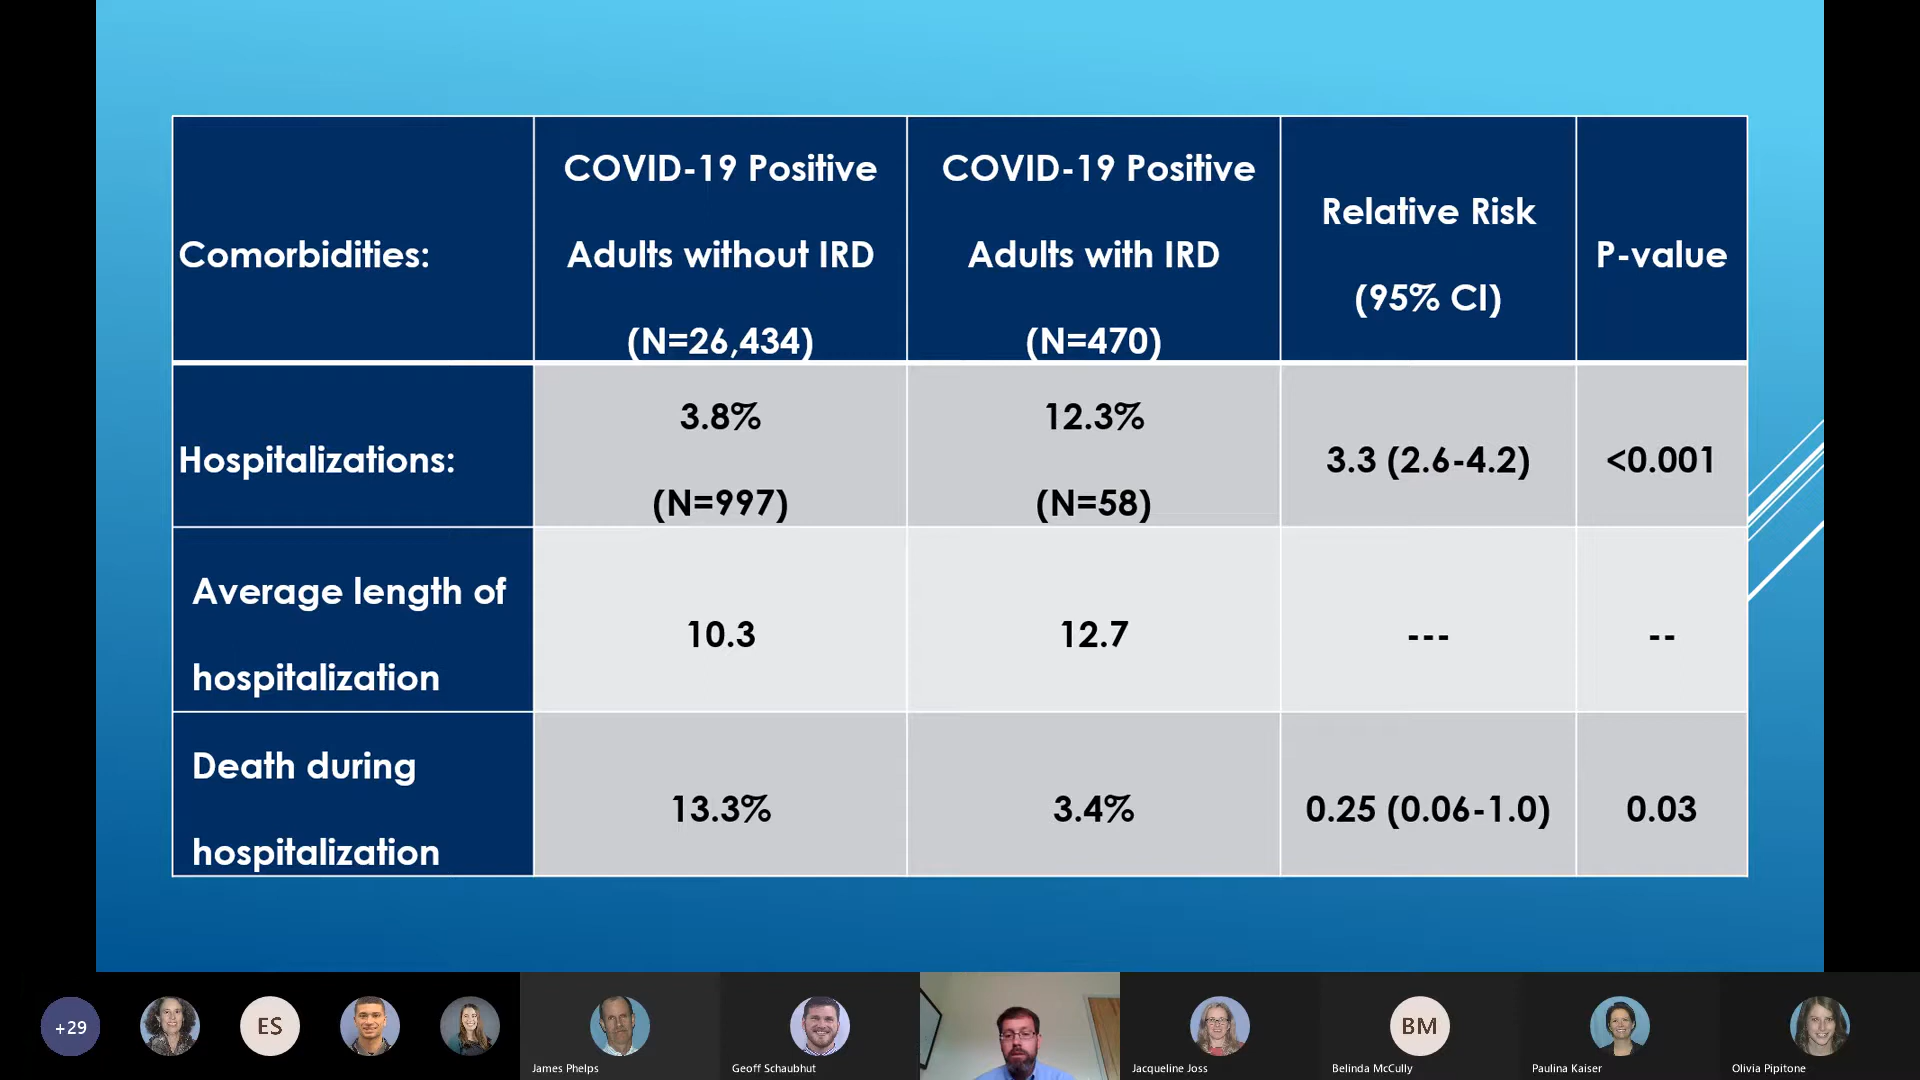 Comorbidities:
COVID-19 Positive
Adults without IRD
(N=26,434)
COVID-19 Positive
Adults with IRD
(N=470)
Relative Risk
(95% CI)
P-value
Hospitalizations:
3.8%
(N=997)
12.3%
(N=58)
3.3 (2.6-4.2)
<0.001
Average length of
hospitalization
10.3
12.7
---
--
Death during
hospitalization
13.3%
3.4%
0.25 (0.06-1.0)
0.03
+29
ES
James Phelps
Geoff Schaubhut
Jacqueline Joss
BM
Belinda McCully
Paulina Kaiser
Olivia Pipitone